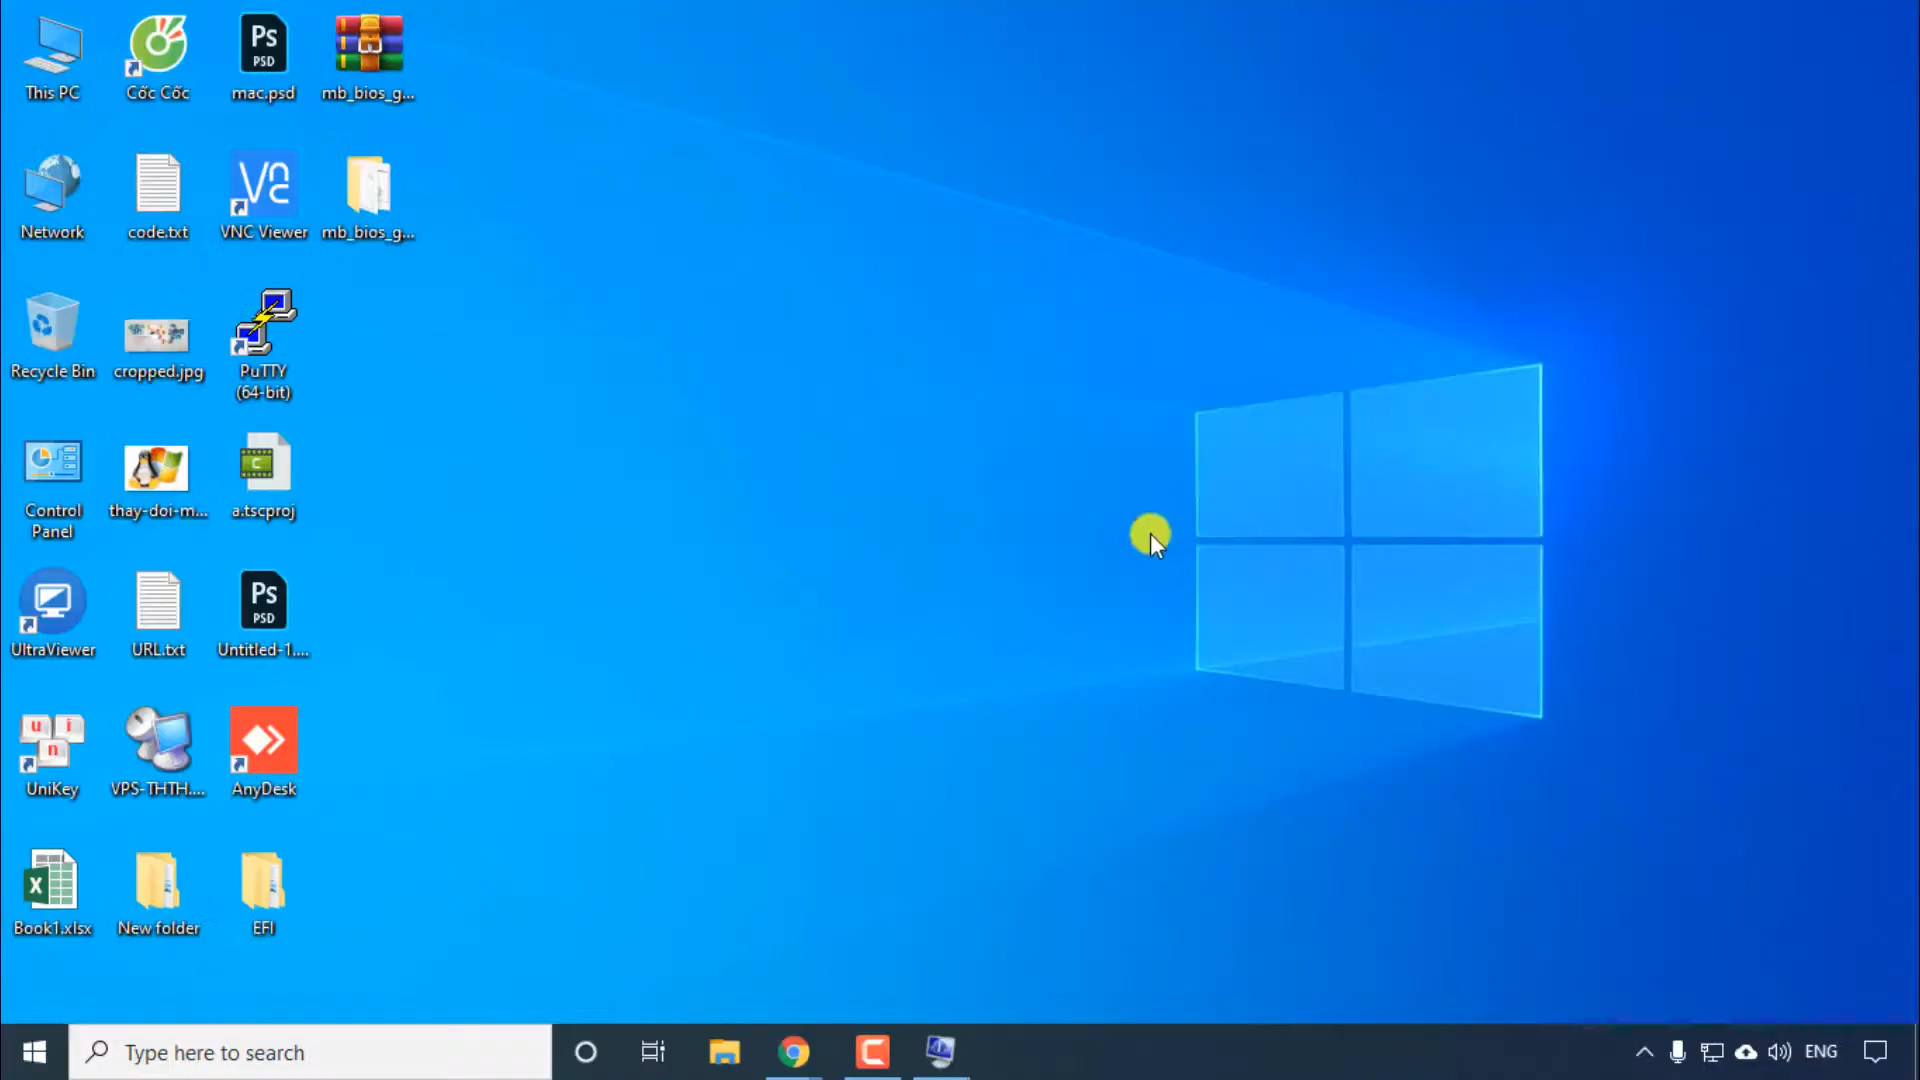 This PC
Cốc Cốc
Ps
PSD
mac.psd
mb_bios_g...
Network
code.txt
VNC Viewer
mb_bios_g...
Recycle Bin
cropped.jpg
PuTTY
(64-bit)
Control
Panel
thay-doi-m...
C
a.tscproj
UltraViewer
URL.txt
Ps
PSD
Untitled-1....
u i
n
UniKey
VPS-THTH....
AnyDesk
X
Book1.xlsx
New folder
EFI
Type here to search
C
ENG